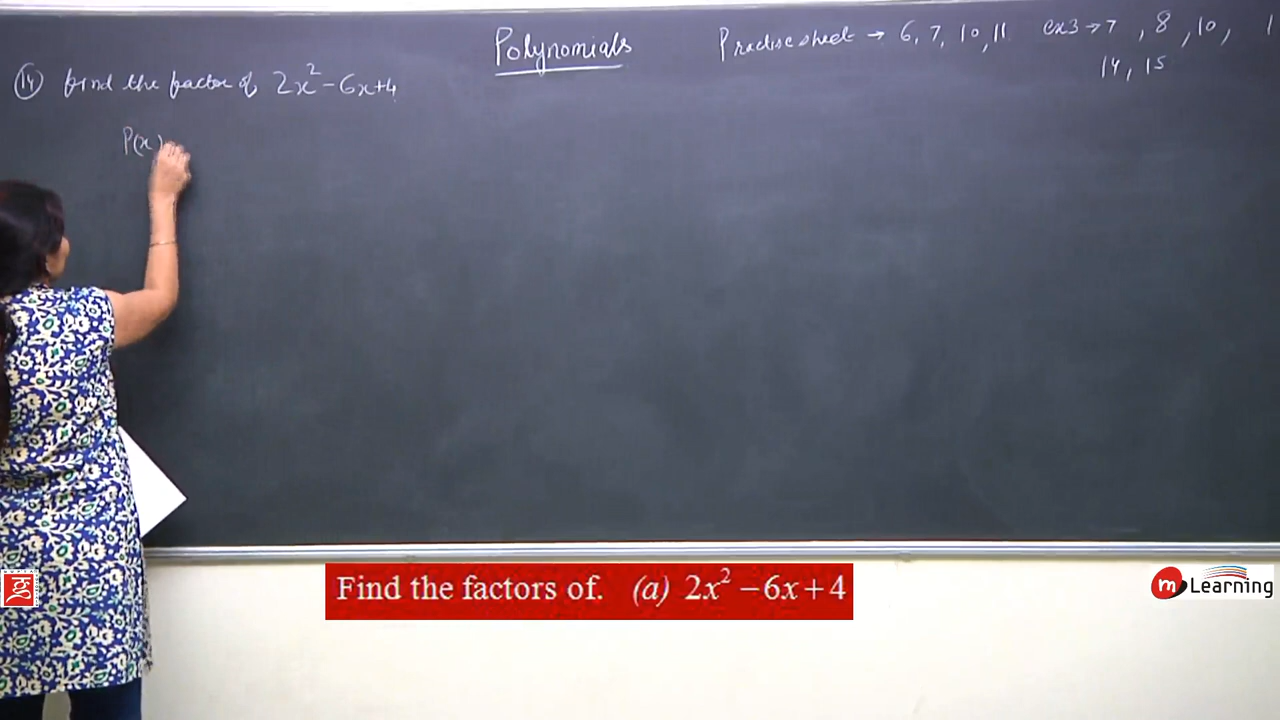 Polynomials
Practise sheet → 6, 7, 10, 11 ex3 → 7, 8, 10, 1
14, 15
(14) find the factor of 2x² - 6x + 4
P(x)
Find the factors of. (a) 2x² − 6x + 4
m Learning